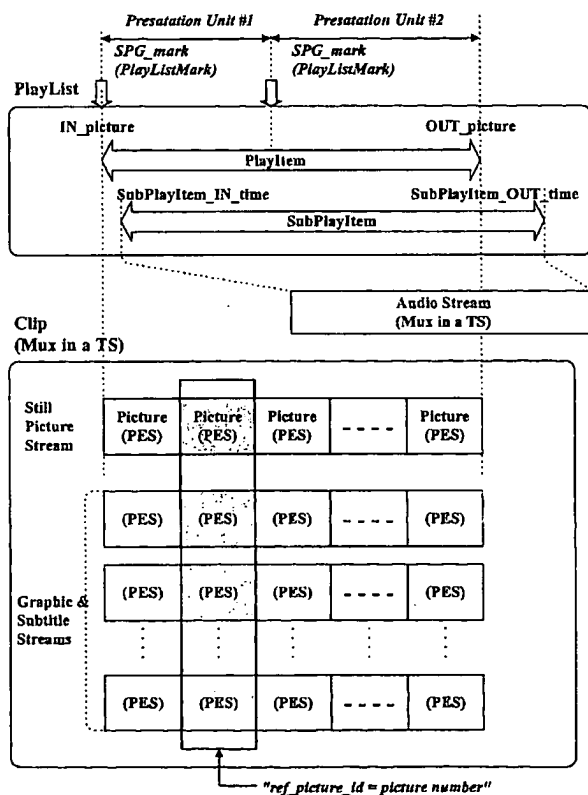 Presatation Unit #1 Presatation Unit #2
SPG_mark SPG_mark
(PlayListMark) (PlayListMark)
PlayList
IN_picture OUT_picture
PlayItem
SubPlayItem_IN_time SubPlayItem_OUT_time
SubPlayItem
Audio Stream
(Mux in a TS)
Clip
(Mux in a TS)
Still
Picture
Stream
Picture Picture Picture ---- Picture
(PES) (PES) (PES) (PES)
(PES) (PES) (PES) ---- (PES)
Graphic &
Subtitle
Streams
(PES) (PES) (PES) ---- (PES)
(PES) (PES) (PES) ---- (PES)
"ref_picture_id = picture number"